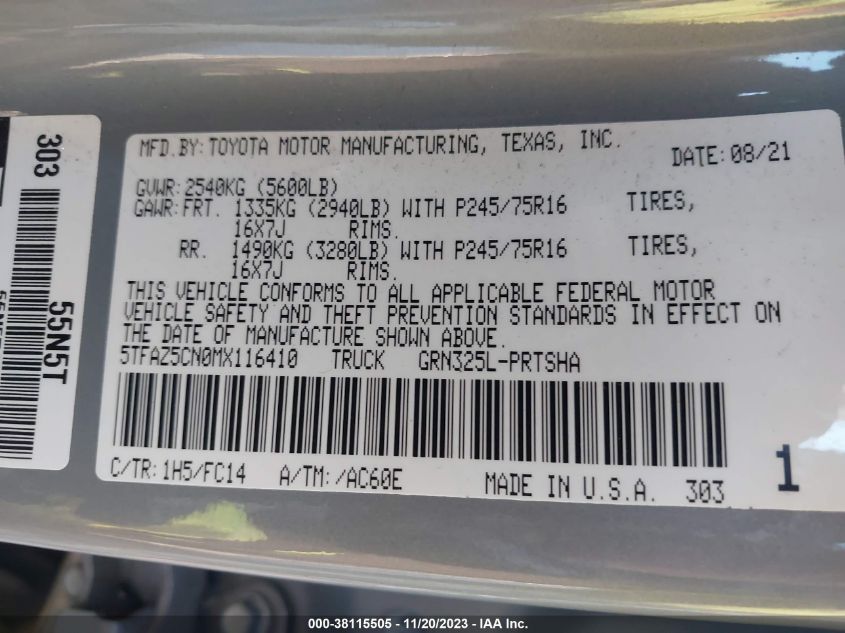 MFD.BY:TOYOTA MOTOR MANUFACTURING, TEXAS, INC. DATE:08/21
GVWR:2540KG (5600LB)
GAWR:FRT. 1335KG (2940LB) WITH P245/75R16 TIRES,
16X7J RIMS.
RR. 1490KG (3280LB) WITH P245/75R16 TIRES,
16X7J RIMS.
THIS VEHICLE CONFORMS TO ALL APPLICABLE FEDERAL MOTOR
VEHICLE SAFETY AND THEFT PREVENTION STANDARDS IN EFFECT ON
THE DATE OF MANUFACTURE SHOWN ABOVE.
5TFAZ5CN0MX116410 TRUCK GRN325L-PRTSHA
C/TR:1H5/FC14 A/TM:/AC60E MADE IN U.S.A. 303
1
303
55N5T
000-38115505 - 11/20/2023 - IAA Inc.